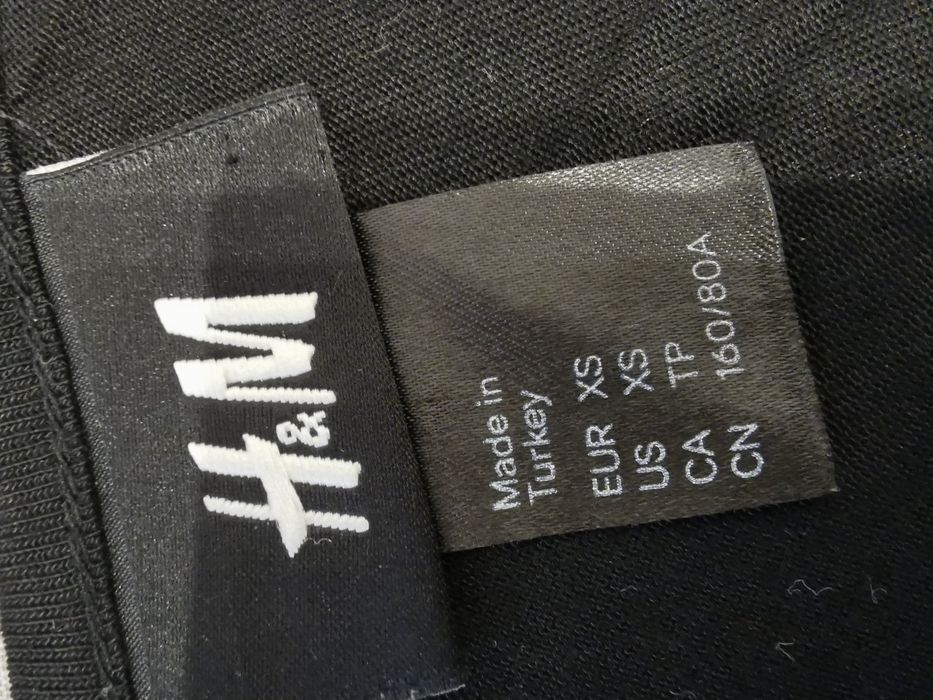 H&M
Made in
Turkey
EUR XS
US XS
CA TP
CN 160/80A